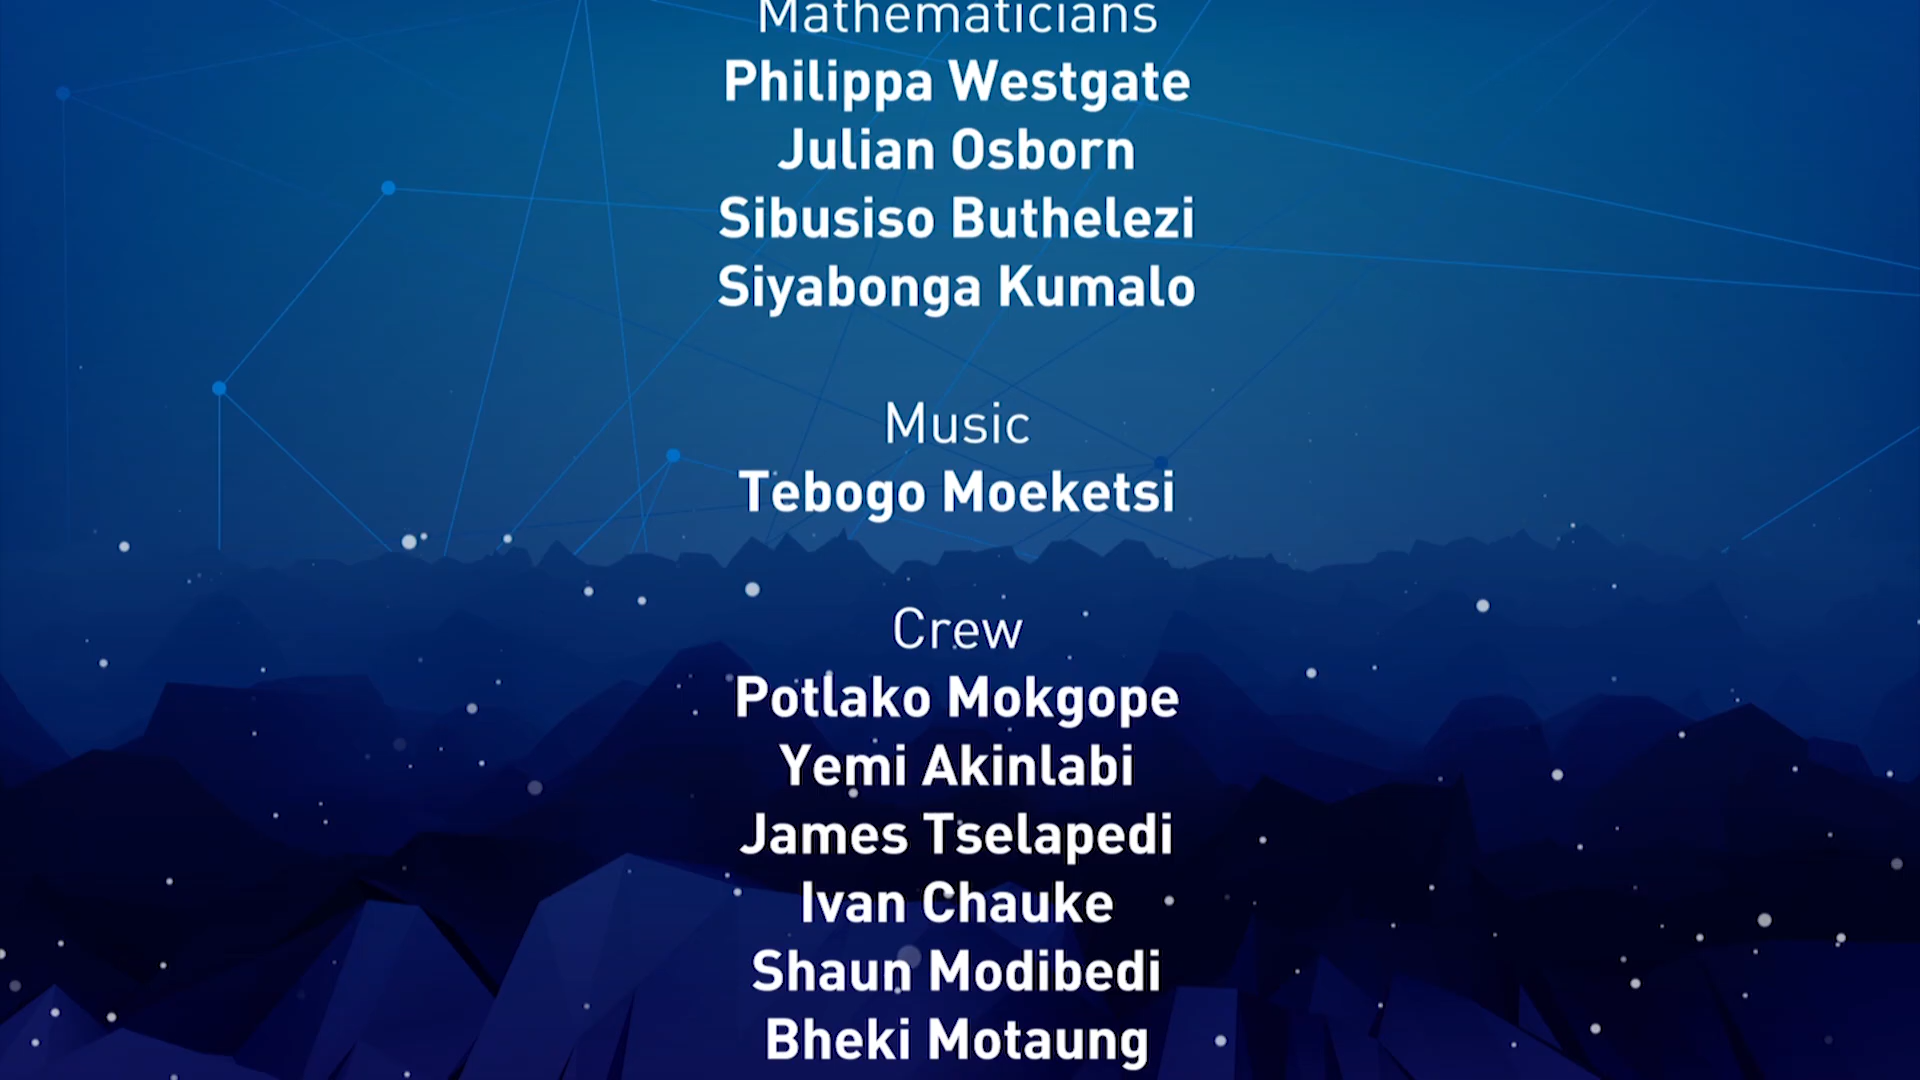 Mathematicians
Philippa Westgate
Julian Osborn
Sibusiso Buthelezi
Siyabonga Kumalo
Music
Tebogo Moeketsi
Crew
Potlako Mokgope
Yemi Akinlabi
James Tselapedi
Ivan Chauke
Shaun Modibedi
Bheki Motaung